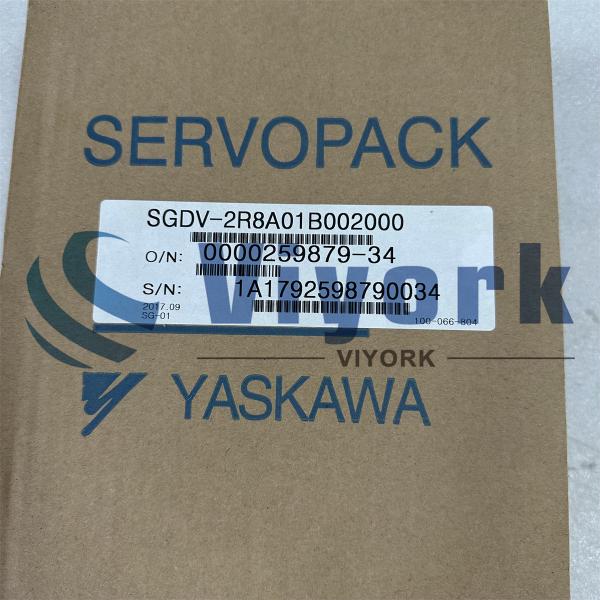 SERVOPACK
SGDV-2R8A01B002000
O/N: 0000259879-34
S/N: 1A1792598790034
2017.09
SG-01
100-066-804
Viyork
VIYORK
YASKAWA